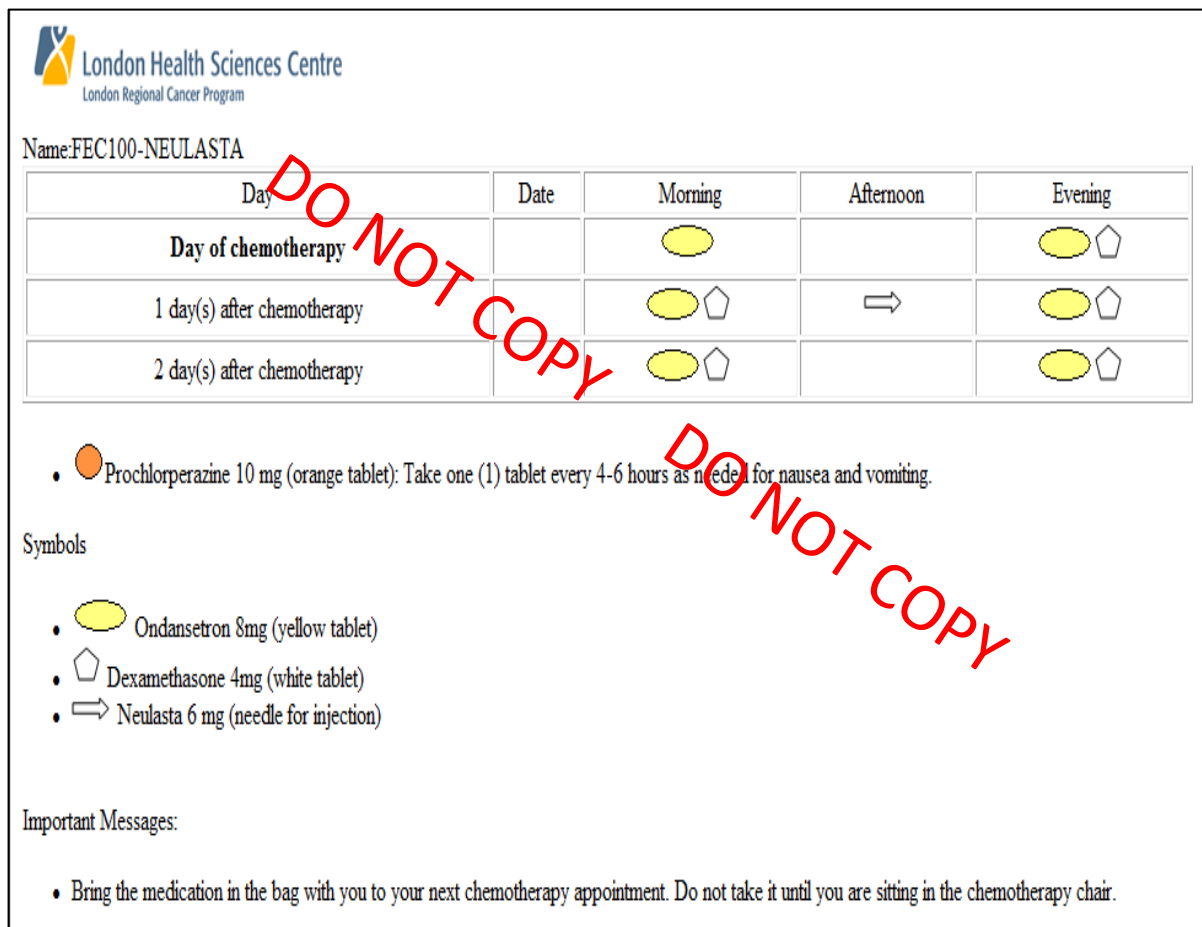 London Health Sciences Centre
London Regional Cancer Program
Name:FEC100-NEULASTA
Day Date Morning Afternoon Evening
Day of chemotherapy
1 day(s) after chemotherapy
2 day(s) after chemotherapy
DO NOT COPY
Prochlorperazine 10 mg (orange tablet): Take one (1) tablet every 4-6 hours as needed for nausea and vomiting.
DO NOT COPY
Symbols
Ondansetron 8mg (yellow tablet)
Dexamethasone 4mg (white tablet)
Neulasta 6 mg (needle for injection)
Important Messages:
Bring the medication in the bag with you to your next chemotherapy appointment. Do not take it until you are sitting in the chemotherapy chair.